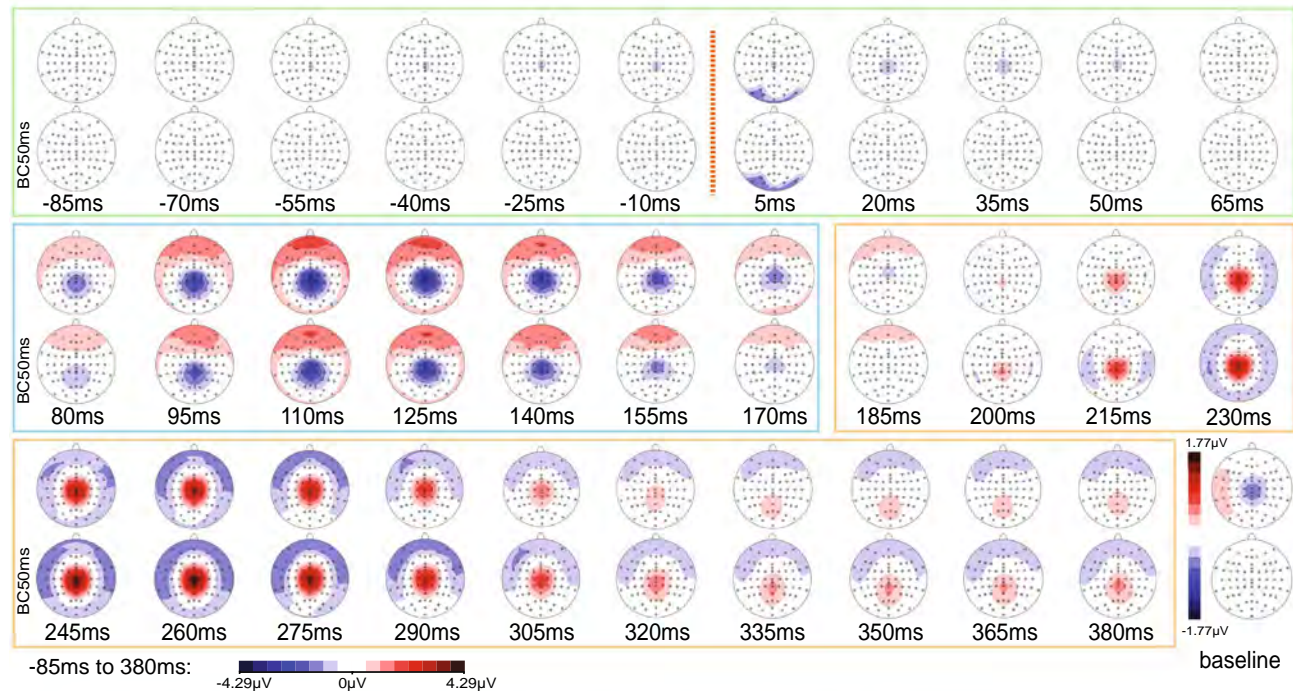 BC50ms
-85ms -70ms -55ms -40ms -25ms -10ms 5ms 20ms 35ms 50ms 65ms
BC50ms
80ms 95ms 110ms 125ms 140ms 155ms 170ms 185ms 200ms 215ms 230ms
1.77µV
BC50ms
-1.77µV
245ms 260ms 275ms 290ms 305ms 320ms 335ms 350ms 365ms 380ms
baseline
-85ms to 380ms:
-4.29µV 0µV 4.29µV